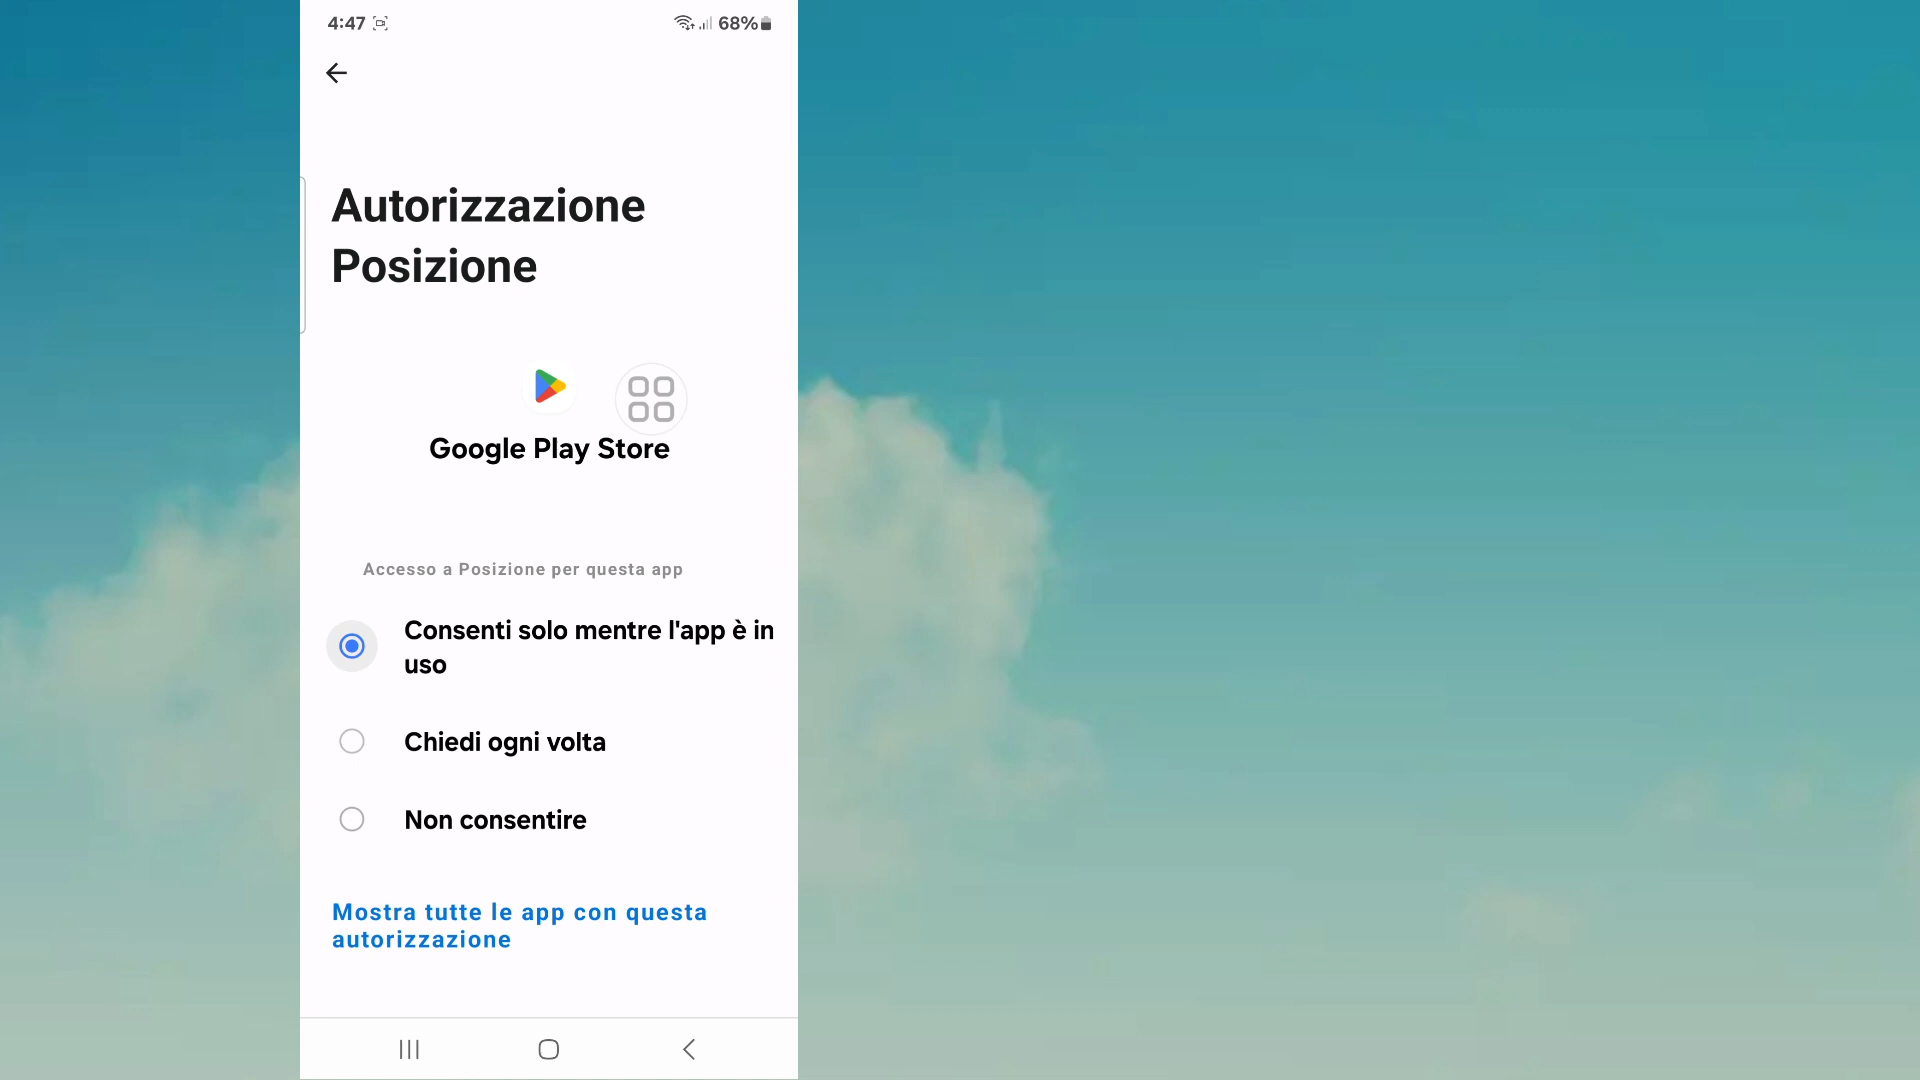 4:47
68%
Autorizzazione
Posizione
Google Play Store
Accesso a Posizione per questa app
Consenti solo mentre l'app è in
uso
Chiedi ogni volta
Non consentire
Mostra tutte le app con questa
autorizzazione